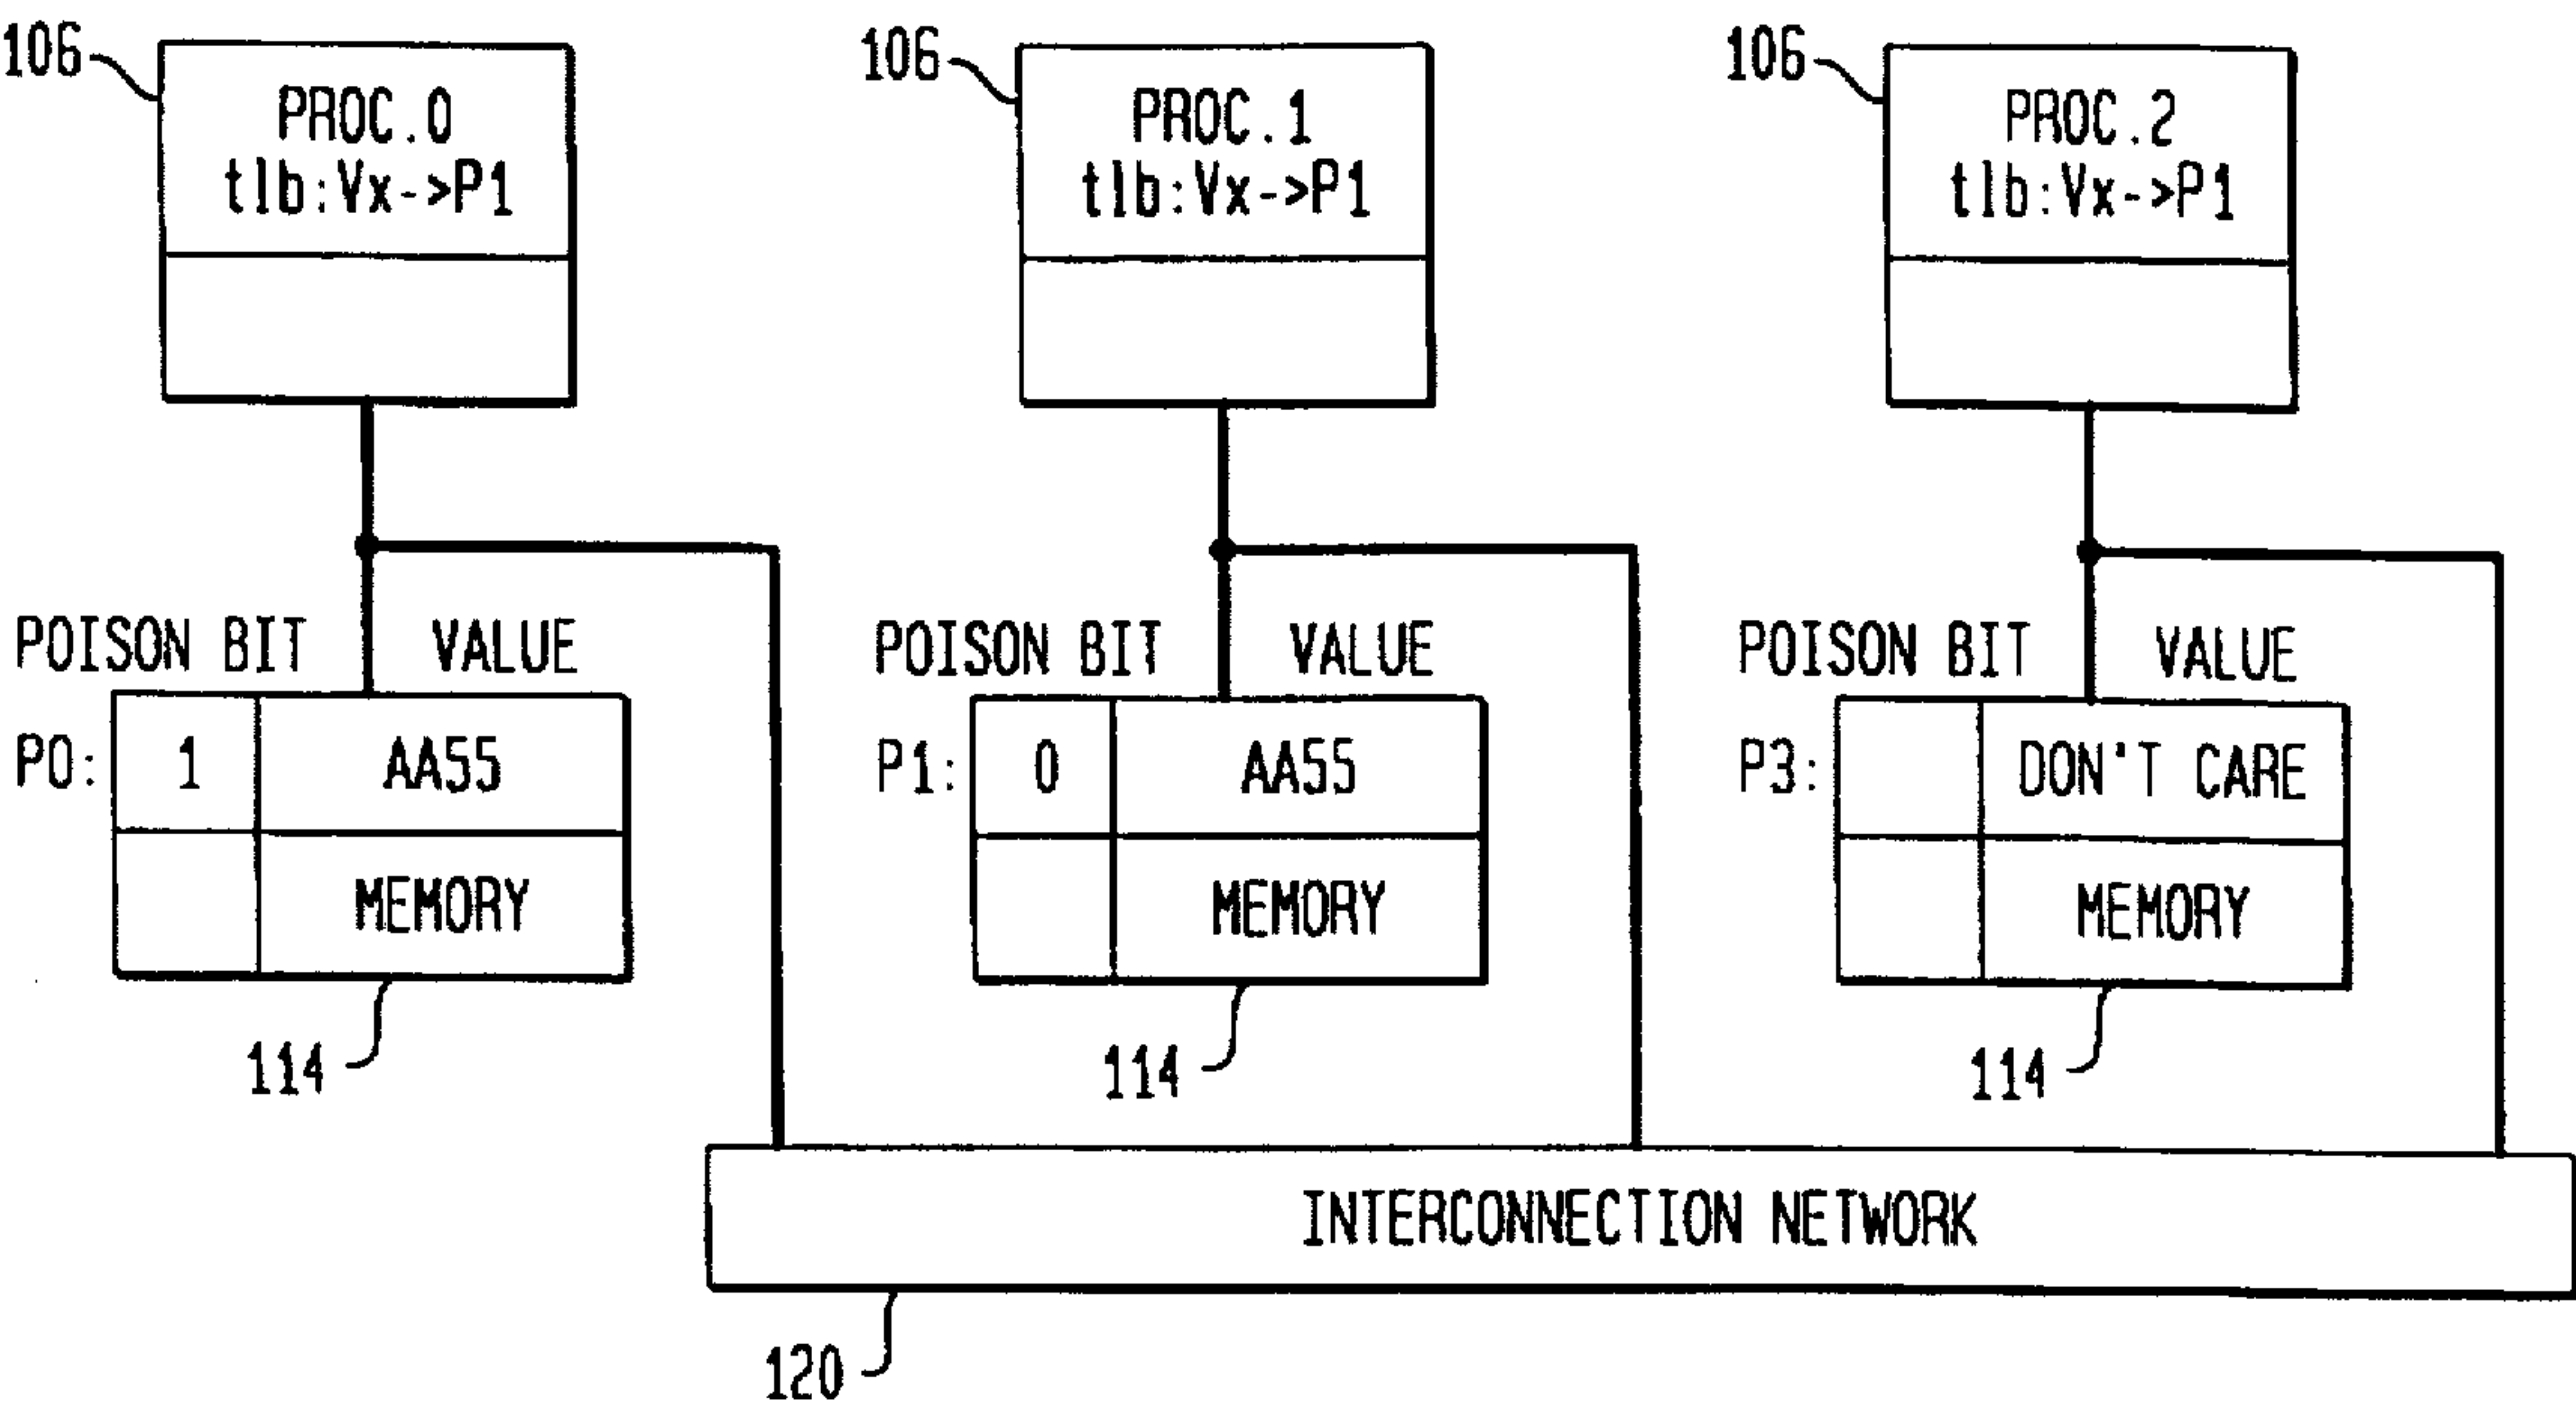 106
PROC.0
tlb:Vx->P1
106
PROC.1
tlb:Vx->P1
106
PROC.2
tlb:Vx->P1
POISON BIT VALUE
P0: 1 AA55
MEMORY
114
POISON BIT VALUE
P1: 0 AA55
MEMORY
114
POISON BIT VALUE
P3: DON'T CARE
MEMORY
114
INTERCONNECTION NETWORK
120